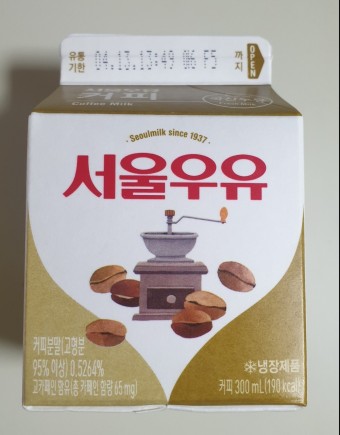 유통 기한 04.13.13:49 F5 까지 OPEN
커피
Coffee Milk
· Seoulmilk since 1937 ·
서울우유
커피분말(고형분
95% 이상) 0.5264%
고카페인 함유(총 카페인 함량 65 mg)
❄냉장제품
커피 300 mL(190 kcal)